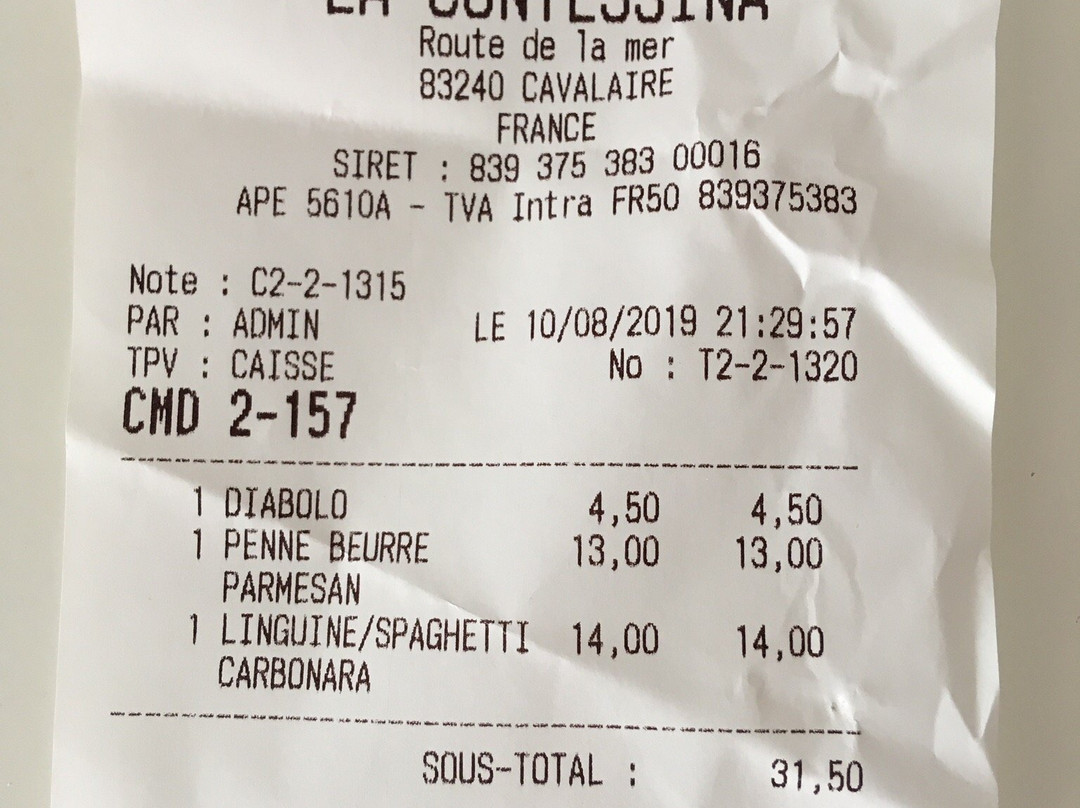 LA CONTESSINA
Route de la mer
83240 CAVALAIRE
FRANCE
SIRET : 839 375 383 00016
APE 5610A - TVA Intra FR50 839375383
Note : C2-2-1315
PAR : ADMIN LE 10/08/2019 21:29:57
TPV : CAISSE No : T2-2-1320
CMD 2-157
1 DIABOLO 4,50 4,50
1 PENNE BEURRE 13,00 13,00
PARMESAN
1 LINGUINE/SPAGHETTI 14,00 14,00
CARBONARA
SOUS-TOTAL : 31,50